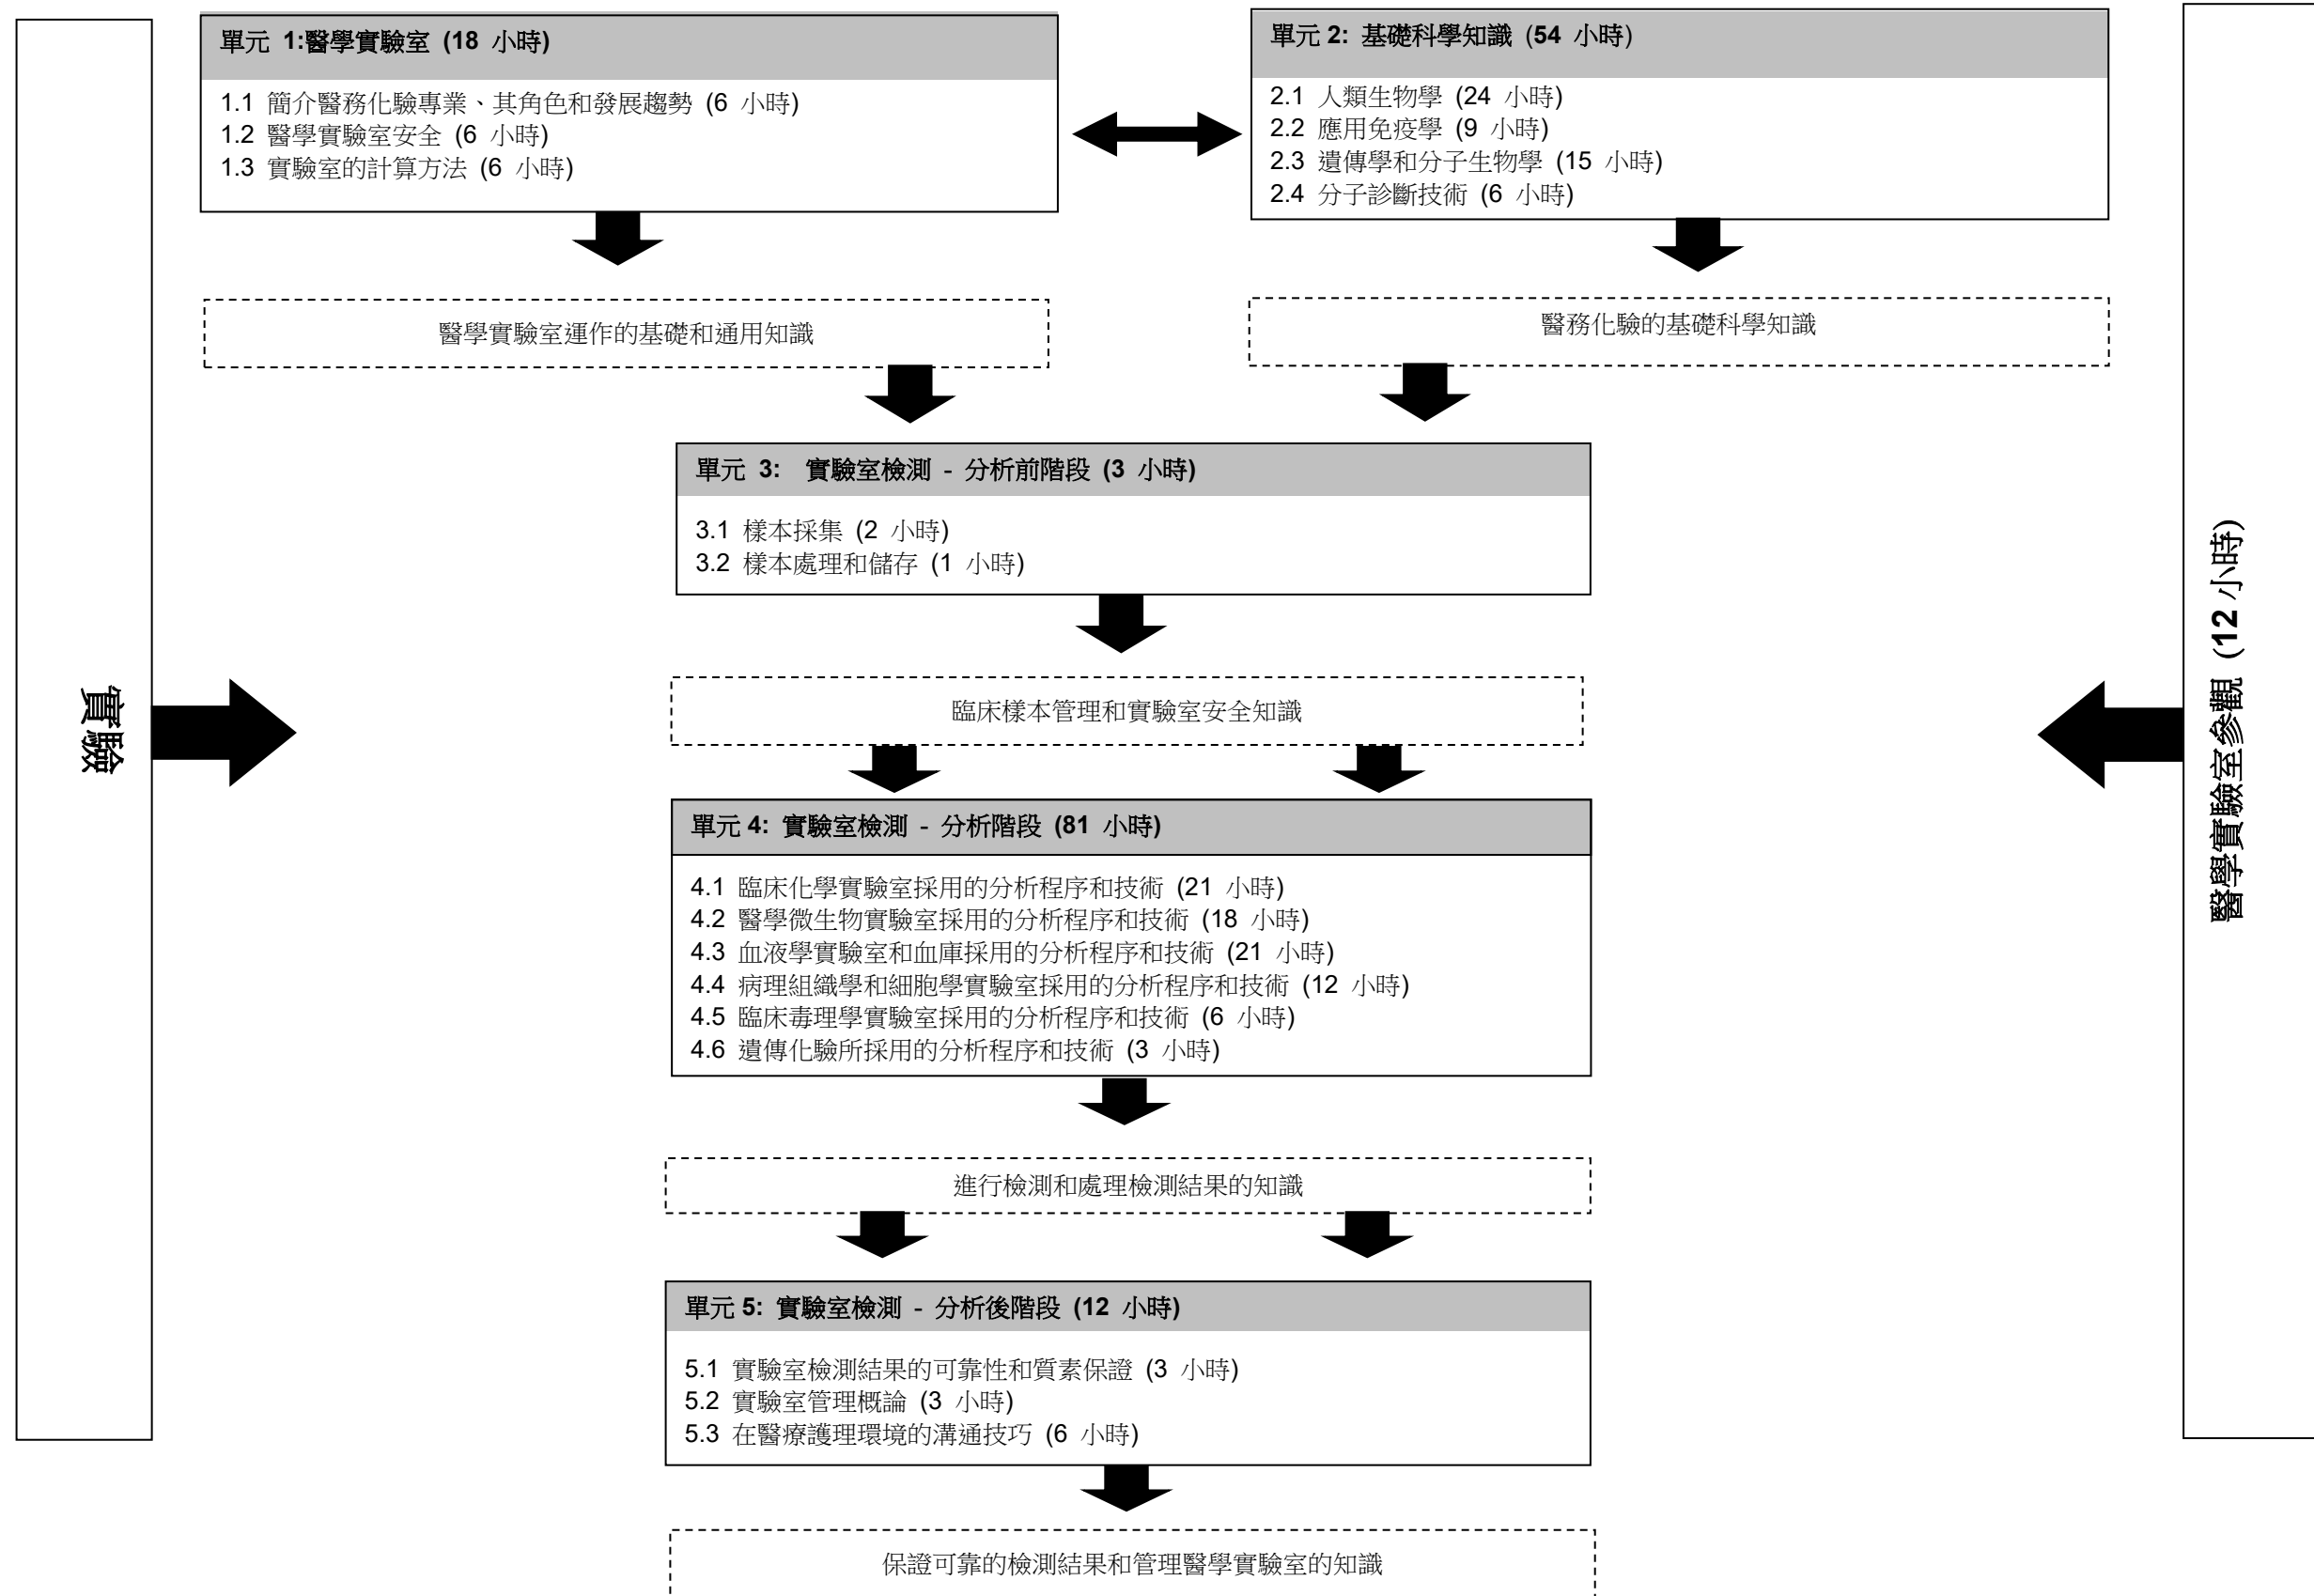 單元 1:醫學實驗室 (18 小時)
1.1 簡介醫務化驗專業、其角色和發展趨勢 (6 小時)
1.2 醫學實驗室安全 (6 小時)
1.3 實驗室的計算方法 (6 小時)
單元 2: 基礎科學知識 (54 小時)
2.1 人類生物學 (24 小時)
2.2 應用免疫學 (9 小時)
2.3 遺傳學和分子生物學 (15 小時)
2.4 分子診斷技術 (6 小時)
醫學實驗室運作的基礎和通用知識
醫務化驗的基礎科學知識
單元 3: 實驗室檢測 - 分析前階段 (3 小時)
3.1 樣本採集 (2 小時)
3.2 樣本處理和儲存 (1 小時)
臨床樣本管理和實驗室安全知識
實驗
醫學實驗室參觀 (12 小時)
單元 4: 實驗室檢測 - 分析階段 (81 小時)
4.1 臨床化學實驗室採用的分析程序和技術 (21 小時)
4.2 醫學微生物實驗室採用的分析程序和技術 (18 小時)
4.3 血液學實驗室和血庫採用的分析程序和技術 (21 小時)
4.4 病理組織學和細胞學實驗室採用的分析程序和技術 (12 小時)
4.5 臨床毒理學實驗室採用的分析程序和技術 (6 小時)
4.6 遺傳化驗所採用的分析程序和技術 (3 小時)
進行檢測和處理檢測結果的知識
單元 5: 實驗室檢測 - 分析後階段 (12 小時)
5.1 實驗室檢測結果的可靠性和質素保證 (3 小時)
5.2 實驗室管理概論 (3 小時)
5.3 在醫療護理環境的溝通技巧 (6 小時)
保證可靠的檢測結果和管理醫學實驗室的知識